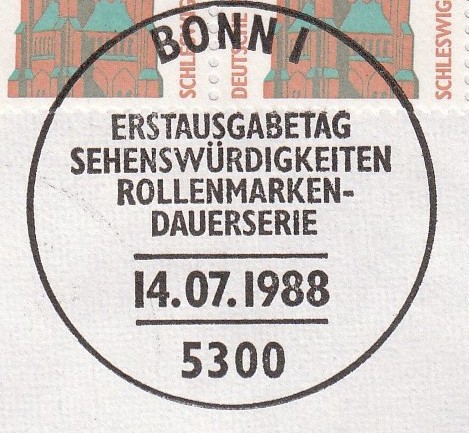 BONN 1
ERSTAUSGABETAG
SEHENSWÜRDIGKEITEN
ROLLENMARKEN-
DAUERSERIE
14.07.1988
5300
SCHLESWIG
DEUTSCHE
SCHLESWIG